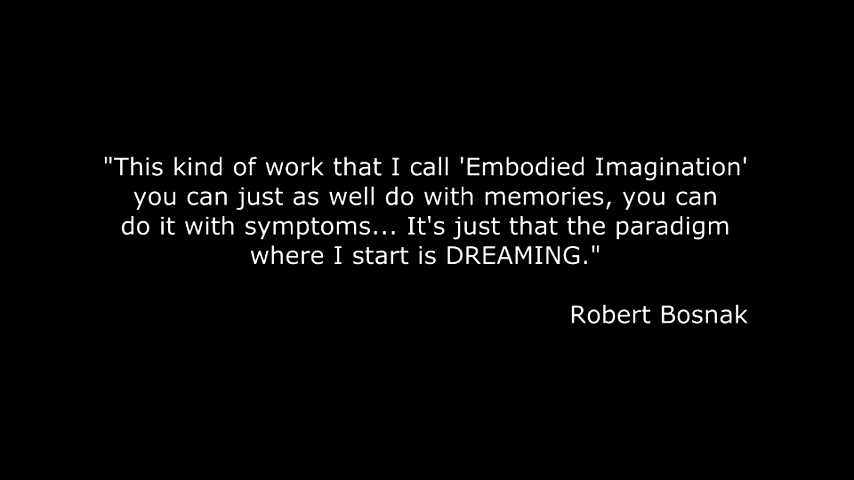 "This kind of work that I call 'Embodied Imagination'
you can just as well do with memories, you can
do it with symptoms... It's just that the paradigm
where I start is DREAMING."
Robert Bosnak